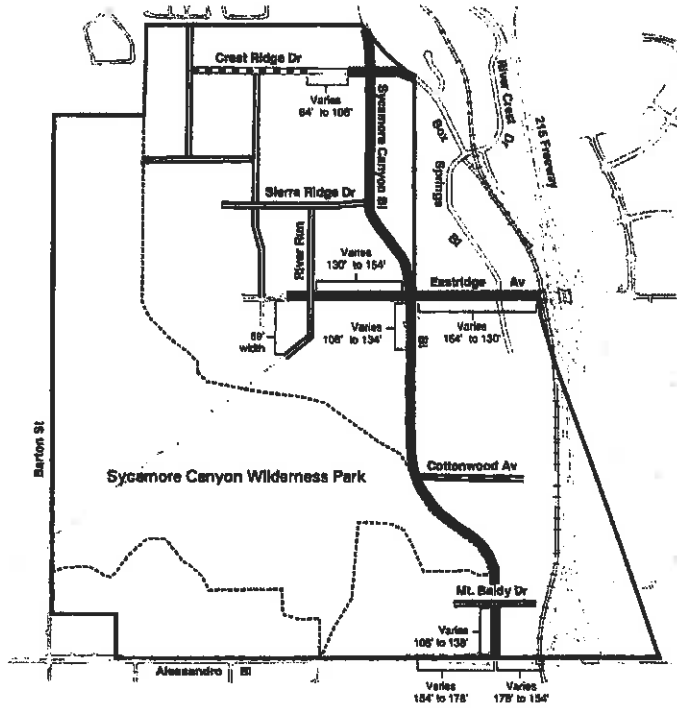 Crest Ridge Dr
Varies
64' to 106'
Sycamore Canyon Bl
River Crest Dr
Box Springs Bl
215 Freeway
Sierra Ridge Dr
River Run
Varies
130' to 154'
Eastridge Av
69'
width
Varies
108' to 134'
Bl
Varies
154' to 130'
Barton St
Sycamore Canyon Wilderness Park
Cottonwood Av
Mt. Baldy Dr
Varies
108' to 138'
Alessandro Bl
Varies
154' to 178'
Varies
178' to 154'